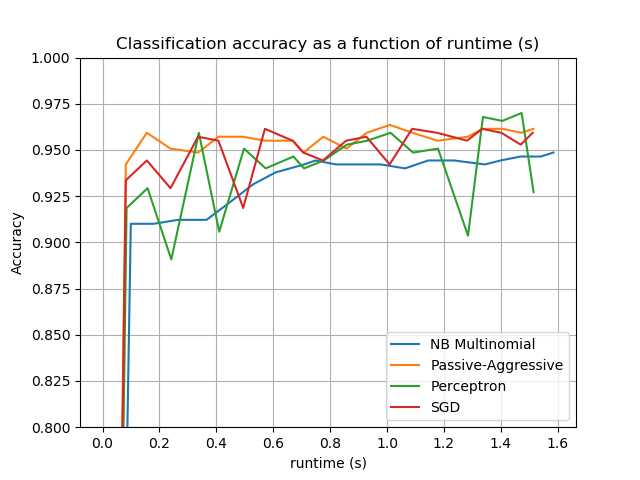 Classification accuracy as a function of runtime (s)
1.000
0.975
0.950
0.925
0.900
0.875
0.850
0.825
0.800
Accuracy
0.0 0.2 0.4 0.6 0.8 1.0 1.2 1.4 1.6
runtime (s)
NB Multinomial
Passive-Aggressive
Perceptron
SGD